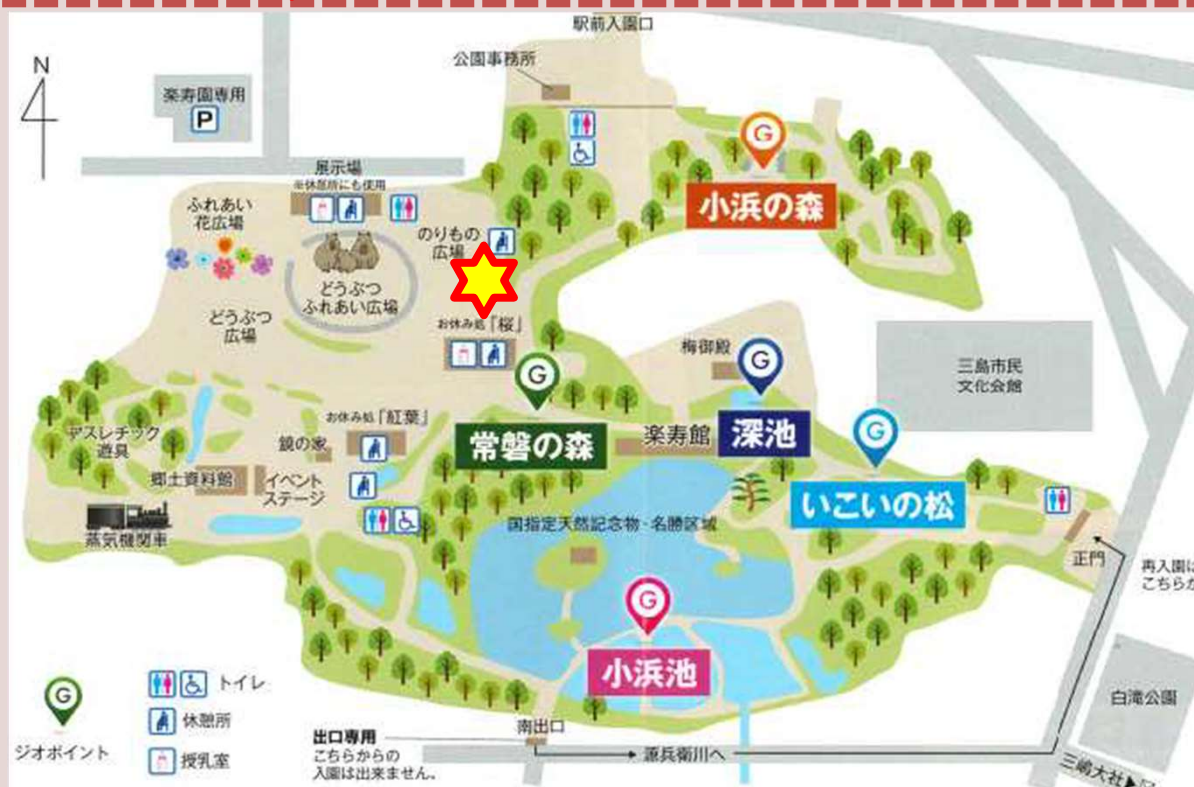 駅前入園口
公園事務所
N
楽寿園専用
P
展示場
※休憩所にも使用
G
小浜の森
ふれあい
花広場
のりもの
広場
どうぶつ
ふれあい広場
どうぶつ
広場
お休み処「桜」
梅御殿
G
三島市民
文化会館
G
深池
G
お休み処「紅葉」
アスレチック
遊具
鏡の家
常磐の森
楽寿館
いこいの松
郷土資料館
イベント
ステージ
国指定天然記念物・名勝区域
蒸気機関車
正門
再入園は
こちらか
G
小浜池
G
ジオポイント
トイレ
休憩所
授乳室
南出口
出口専用
こちらからの
入園は出来ません。
源兵衛川へ
白滝公園
三嶋大社▶